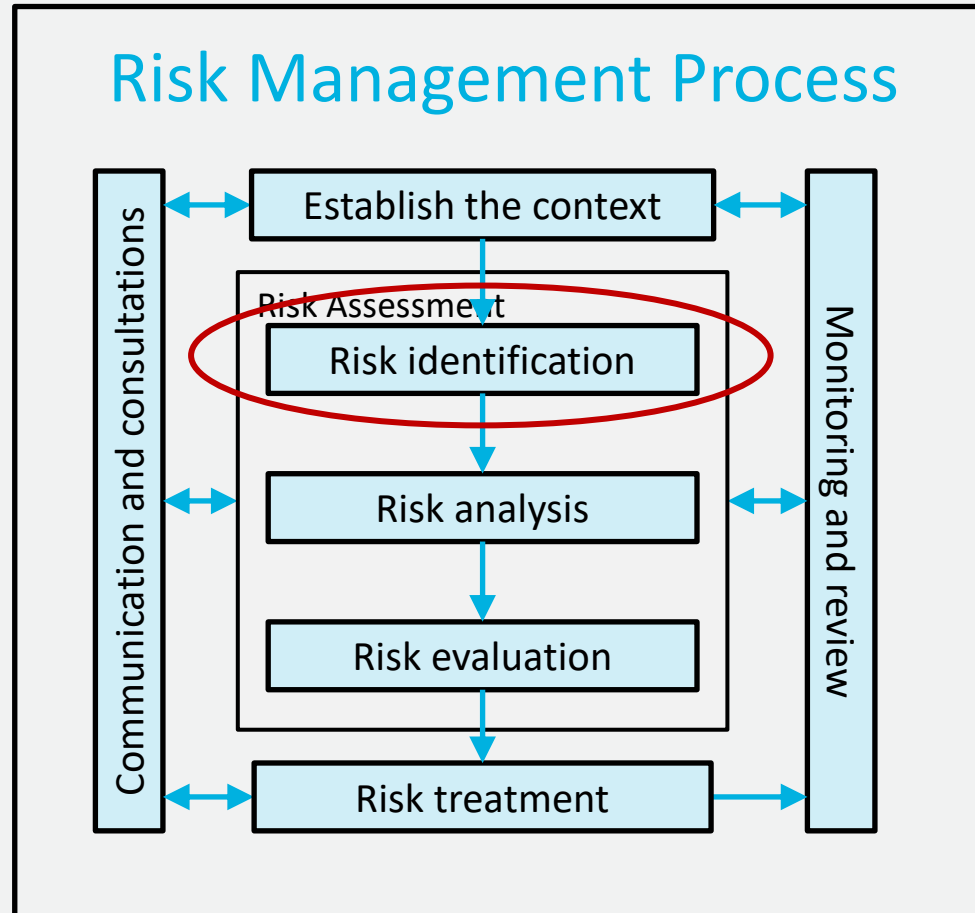 Risk Management Process
Establish the context
Communication and consultations
Risk Assessment
Risk identification
Risk analysis
Risk evaluation
Risk treatment
Monitoring and review